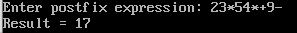 Enter postfix expression: 23*54*+9-
Result = 17